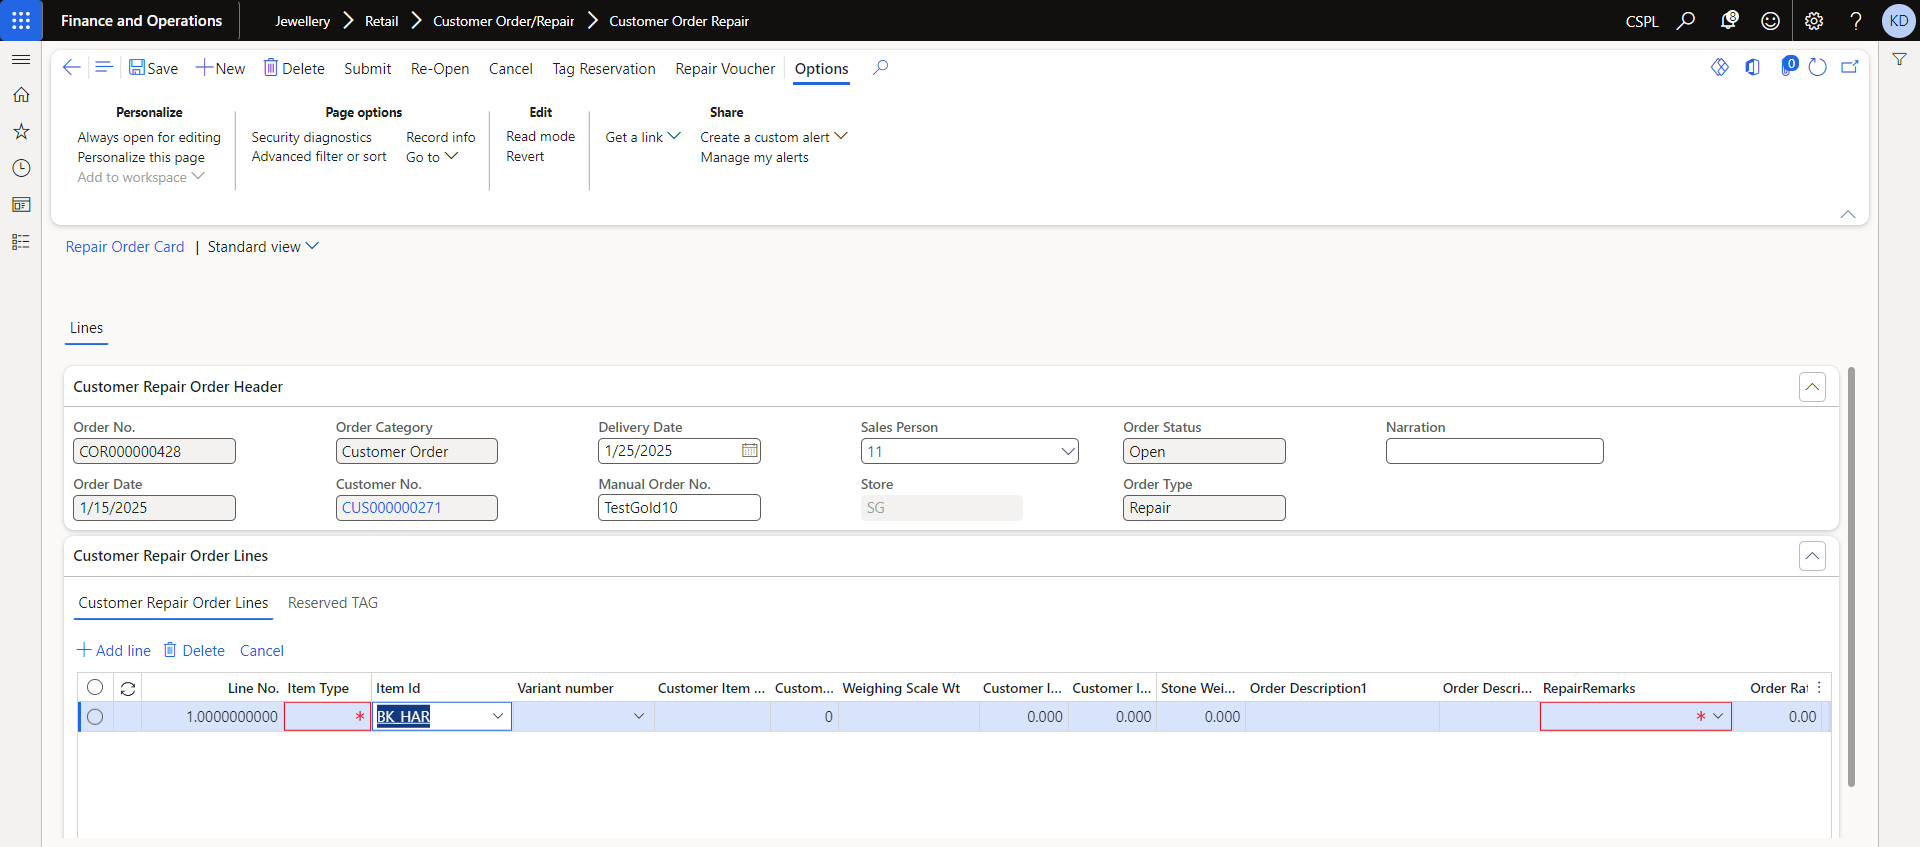 Finance and Operations
Jewellery
Retail
Customer Order/Repair
Customer Order Repair
CSPL
8
KD
Save
New
Delete
Submit
Re-Open
Cancel
Tag Reservation
Repair Voucher
Options
0
Personalize
Always open for editing
Personalize this page
Add to workspace
Page options
Security diagnostics
Advanced filter or sort
Record info
Go to
Edit
Read mode
Revert
Get a link
Share
Create a custom alert
Manage my alerts
Repair Order Card | Standard view
Lines
Customer Repair Order Header
Order No.
COR000000428
Order Category
Customer Order
Delivery Date
1/25/2025
Sales Person
11
Order Status
Open
Narration
Order Date
1/15/2025
Customer No.
CUS000000271
Manual Order No.
TestGold10
Store
SG
Order Type
Repair
Customer Repair Order Lines
Customer Repair Order Lines
Reserved TAG
Add line
Delete
Cancel
Line No. Item Type Item Id Variant number Customer Item ... Custom... Weighing Scale Wt Customer I... Customer I... Stone Wei... Order Description1 Order Descri... RepairRemarks Order Rat
1.0000000000 * BK_HAR 0 0.000 0.000 0.000 * 0.00